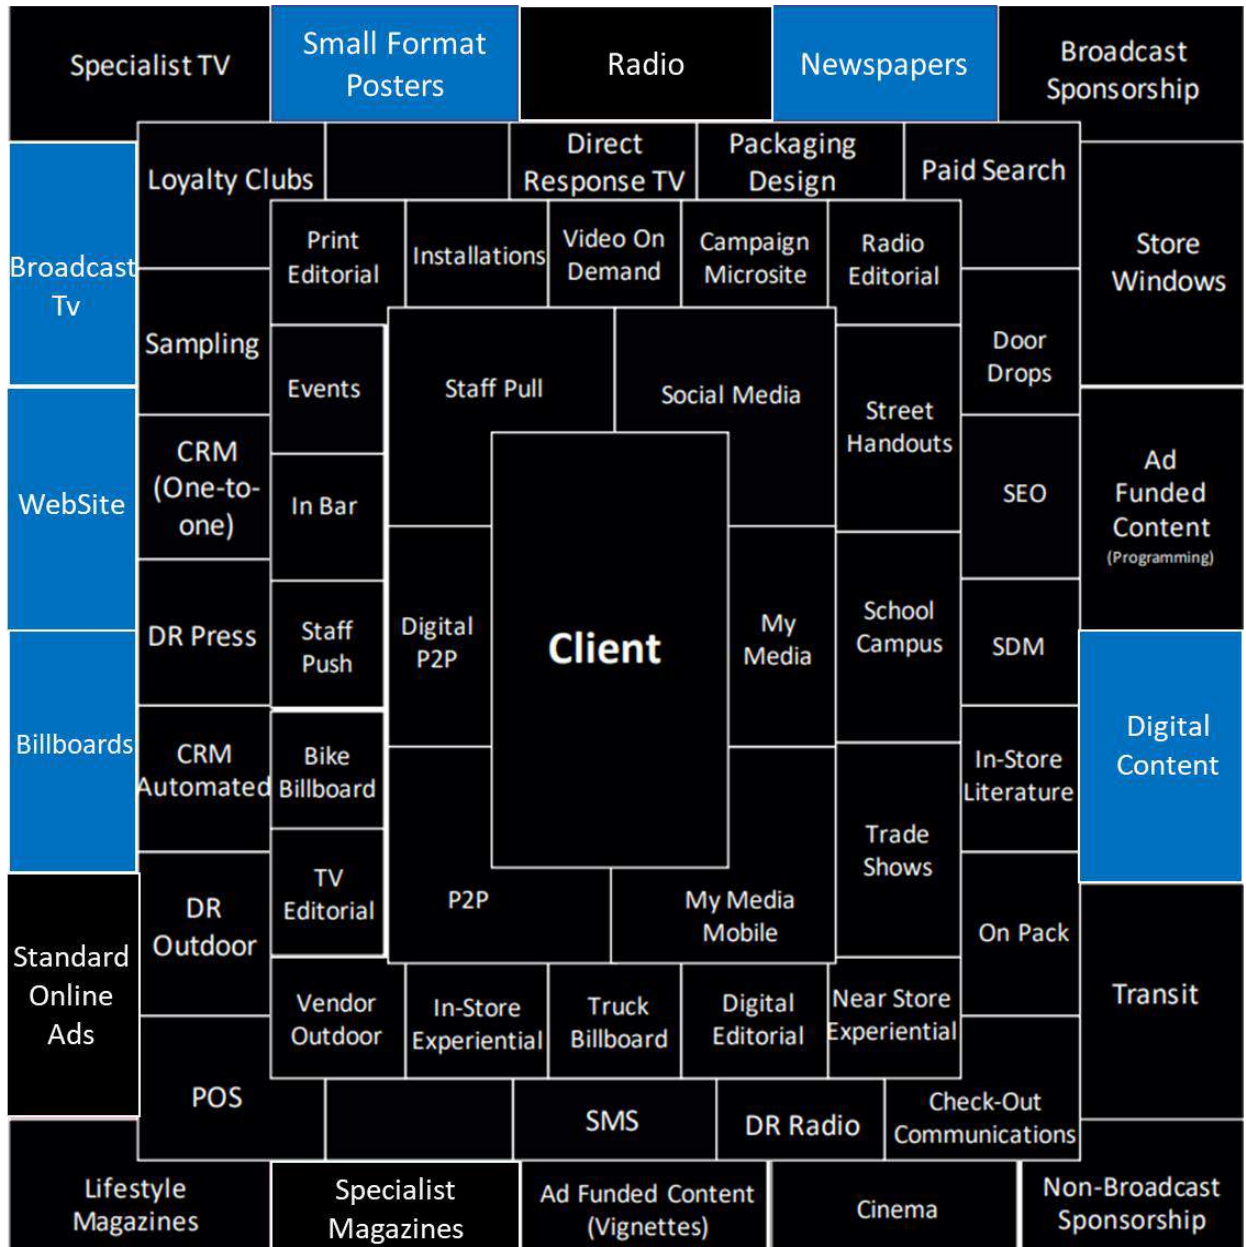 Specialist TV
Small Format
Posters
Radio
Newspapers
Broadcast
Sponsorship
Loyalty Clubs
Direct
Response TV
Packaging
Design
Paid Search
Broadcast
Tv
Print
Editorial
Installations
Video On
Demand
Campaign
Microsite
Radio
Editorial
Store
Windows
Sampling
Events
Staff Pull
Social Media
Street
Handouts
Door
Drops
WebSite
CRM
(One-to-
one)
In Bar
SEO
Ad
Funded
Content
(Programming)
DR Press
Staff
Push
Digital
P2P
Client
My
Media
School
Campus
SDM
Billboards
CRM
Automated
Bike
Billboard
In-Store
Literature
Digital
Content
Trade
Shows
TV
Editorial
P2P
My Media
Mobile
DR
Outdoor
On Pack
Standard
Online
Ads
Vendor
Outdoor
In-Store
Experiential
Truck
Billboard
Digital
Editorial
Near Store
Experiential
Transit
POS
SMS
DR Radio
Check-Out
Communications
Lifestyle
Magazines
Specialist
Magazines
Ad Funded Content
(Vignettes)
Cinema
Non-Broadcast
Sponsorship